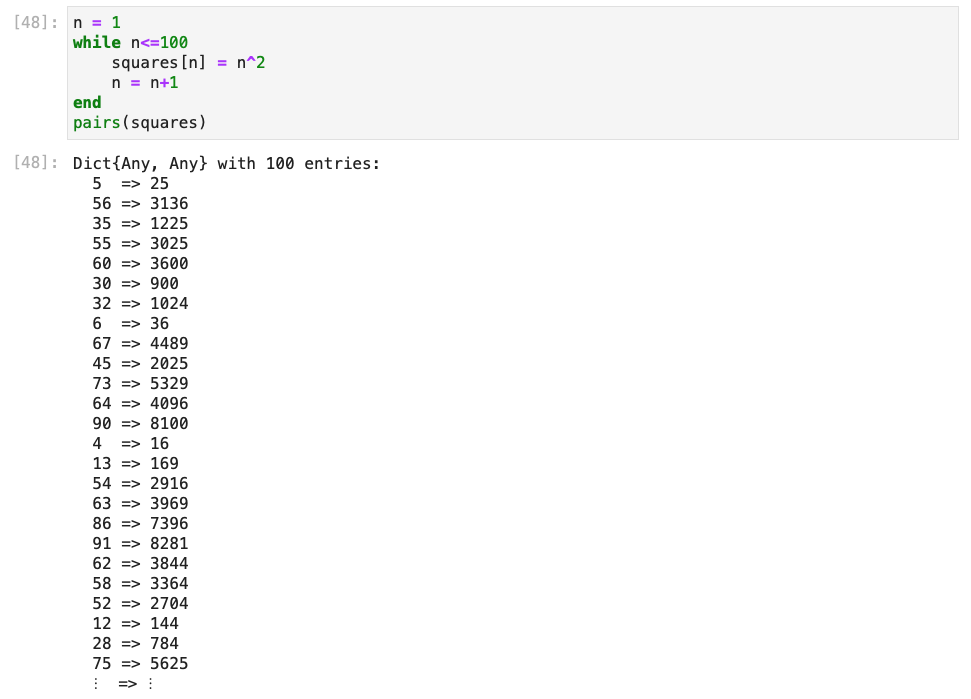 [48]: n = 1
while n<=100
    squares[n] = n^2
    n = n+1
end
pairs(squares)
[48]: Dict{Any, Any} with 100 entries:
  5  => 25
  56 => 3136
  35 => 1225
  55 => 3025
  60 => 3600
  30 => 900
  32 => 1024
  6  => 36
  67 => 4489
  45 => 2025
  73 => 5329
  64 => 4096
  90 => 8100
  4  => 16
  13 => 169
  54 => 2916
  63 => 3969
  86 => 7396
  91 => 8281
  62 => 3844
  58 => 3364
  52 => 2704
  12 => 144
  28 => 784
  75 => 5625
  ⋮  => ⋮